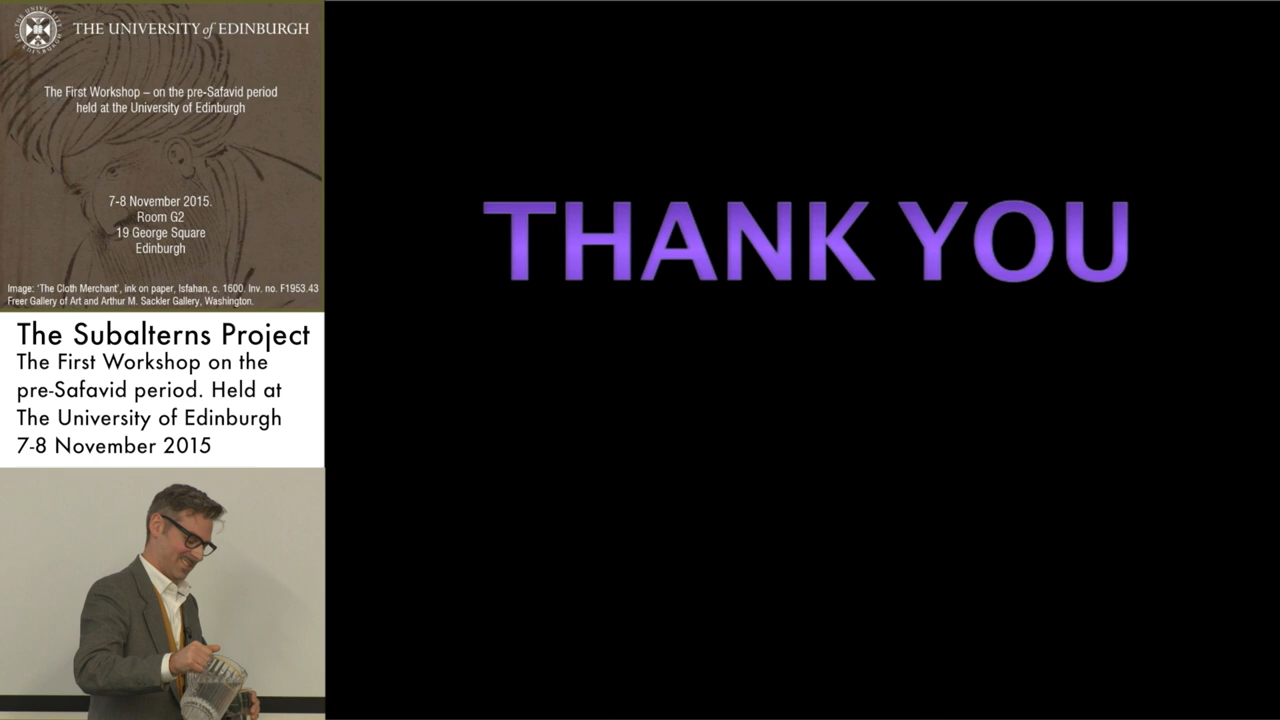 THE UNIVERSITY of EDINBURGH
The First Workshop – on the pre-Safavid period
held at the University of Edinburgh
7-8 November 2015.
Room G2
19 George Square
Edinburgh
Image: 'The Cloth Merchant', ink on paper, Isfahan, c. 1600. Inv. no. F1953.43
Freer Gallery of Art and Arthur M. Sackler Gallery, Washington.
The Subalterns Project
The First Workshop on the
pre-Safavid period. Held at
The University of Edinburgh
7-8 November 2015
THANK YOU